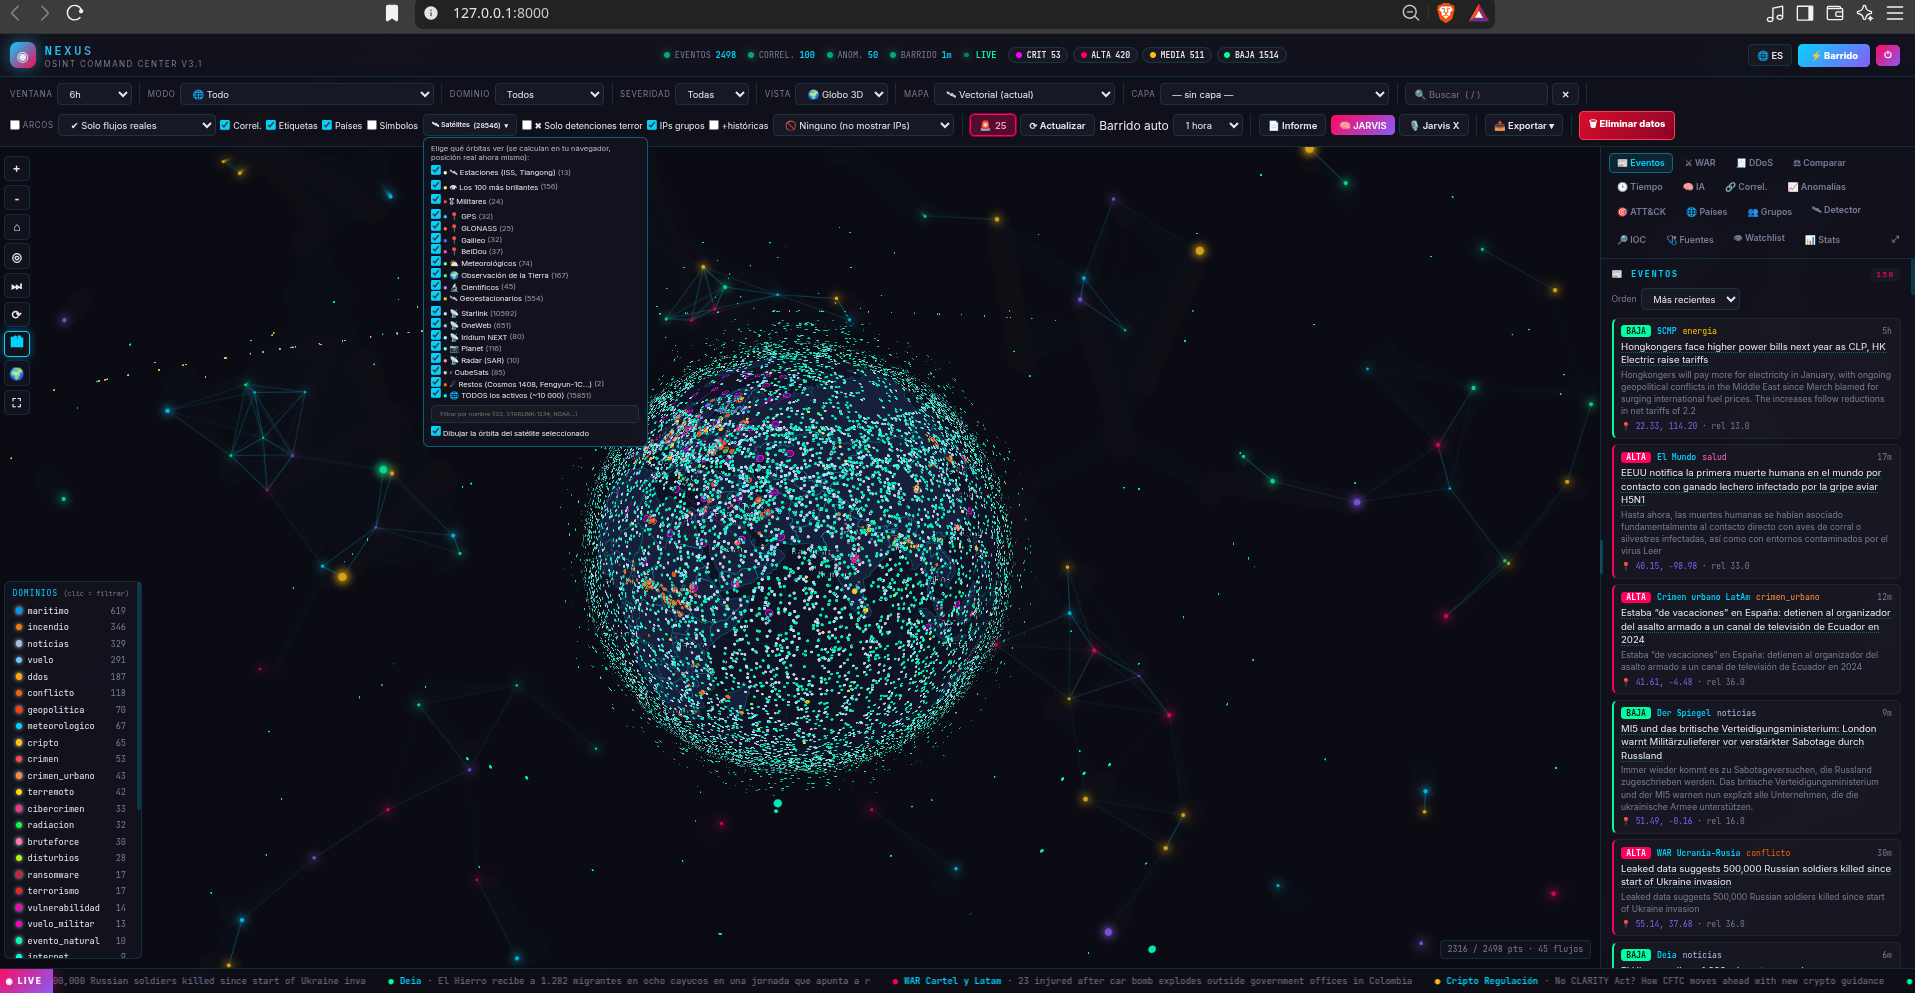 127.0.0.1:8000
NEXUS
OSINT COMMAND CENTER V3.1
EVENTOS 2498 CORREL. 100 ANOM. 50 BARRIDO 1m LIVE CRIT 53 ALTA 420 MEDIA 511 BAJA 1514
ES Barrido
VENTANA 6h MODO Todo DOMINIO Todos SEVERIDAD Todas VISTA Globo 3D MAPA Vectorial (actual) CAPA — sin capa — Buscar ( / ) ×
ARCOS ✔ Solo flujos reales Correl. Etiquetas Países Símbolos Satélites (28546) ▾ ✖ Solo detenciones terror IPs grupos +históricas Ninguno (no mostrar IPs) 25 Actualizar Barrido auto 1 hora Informe JARVIS Jarvis X Exportar ▾ Eliminar datos
Elige qué órbitas ver (se calculan en tu navegador,
posición real ahora mismo):
Estaciones (ISS, Tiangong) (13)
Los 100 más brillantes (156)
Militares (24)
GPS (32)
GLONASS (25)
Galileo (32)
BeiDou (37)
Meteorológicos (74)
Observación de la Tierra (167)
Científicos (45)
Geoestacionarios (554)
Starlink (10592)
OneWeb (651)
Iridium NEXT (80)
Planet (116)
Radar (SAR) (10)
CubeSats (85)
Restos (Cosmos 1408, Fengyun-1C...) (2)
TODOS los activos (~10 000) (15851)
Filtrar por nombre (ISS, STARLINK-1234, NOAA...)
Dibujar la órbita del satélite seleccionado
+
-
DOMINIOS (clic = filtrar)
maritimo 619
incendio 346
noticias 329
vuelo 291
ddos 187
conflicto 118
geopolitica 70
meteorologico 67
cripto 65
crimen 53
crimen_urbano 43
terremoto 42
cibercrimen 33
radiacion 32
bruteforce 30
disturbios 28
ransomware 17
terrorismo 17
vulnerabilidad 14
vuelo_militar 13
evento_natural 10
internet 9
2316 / 2498 pts · 45 flujos
Eventos WAR DDoS Comparar
Tiempo IA Correl. Anomalías
ATT&CK Países Grupos Detector
IOC Fuentes Watchlist Stats
EVENTOS 150
Orden Más recientes
BAJA SCMP energia 5h
Hongkongers face higher power bills next year as CLP, HK
Electric raise tariffs
Hongkongers will pay more for electricity in January, with ongoing
geopolitical conflicts in the Middle East since March blamed for
surging international fuel prices. The increases follow reductions
in net tariffs of 2.2
22.33, 114.20 · rel 13.0
ALTA El Mundo salud 17m
EEUU notifica la primera muerte humana en el mundo por
contacto con ganado lechero infectado por la gripe aviar
H5N1
Hasta ahora, las muertes humanas se habían asociado
fundamentalmente al contacto directo con aves de corral o
silvestres infectadas, así como con entornos contaminados por el
virus Leer
40.15, -98.98 · rel 33.0
ALTA Crimen urbano LatAm crimen_urbano 12m
Estaba "de vacaciones" en España: detienen al organizador
del asalto armado a un canal de televisión de Ecuador en
2024
Estaba "de vacaciones" en España: detienen al organizador del
asalto armado a un canal de televisión de Ecuador en 2024
41.61, -4.48 · rel 36.0
BAJA Der Spiegel noticias 9m
MI5 und das britische Verteidigungsministerium: London
warnt Militärzulieferer vor verstärkter Sabotage durch
Russland
Immer wieder kommt es zu Sabotageversuchen, die Russland
zugeschrieben werden. Das britische Verteidigungsministerium
und der MI5 warnen nun explizit alle Unternehmen, die die
ukrainische Armee unterstützen.
51.49, -0.16 · rel 16.0
ALTA WAR Ucrania-Rusia conflicto 30m
Leaked data suggests 500,000 Russian soldiers killed since
start of Ukraine invasion
Leaked data suggests 500,000 Russian soldiers killed since start
of Ukraine invasion
55.14, 37.68 · rel 36.0
BAJA Deia noticias 6m
LIVE 00,000 Russian soldiers killed since start of Ukraine inva Deia · El Hierro recibe a 1.282 migrantes en ocho cayucos en una jornada que apunta a r WAR Cartel y Latam · 23 injured after car bomb explodes outside government offices in Colombia Cripto Regulación · No CLARITY Act? How CFTC moves ahead with new crypto guidance